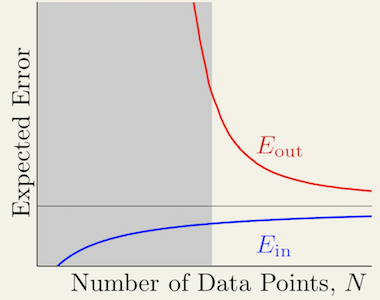 Expected Error
E_out
E_in
Number of Data Points, N